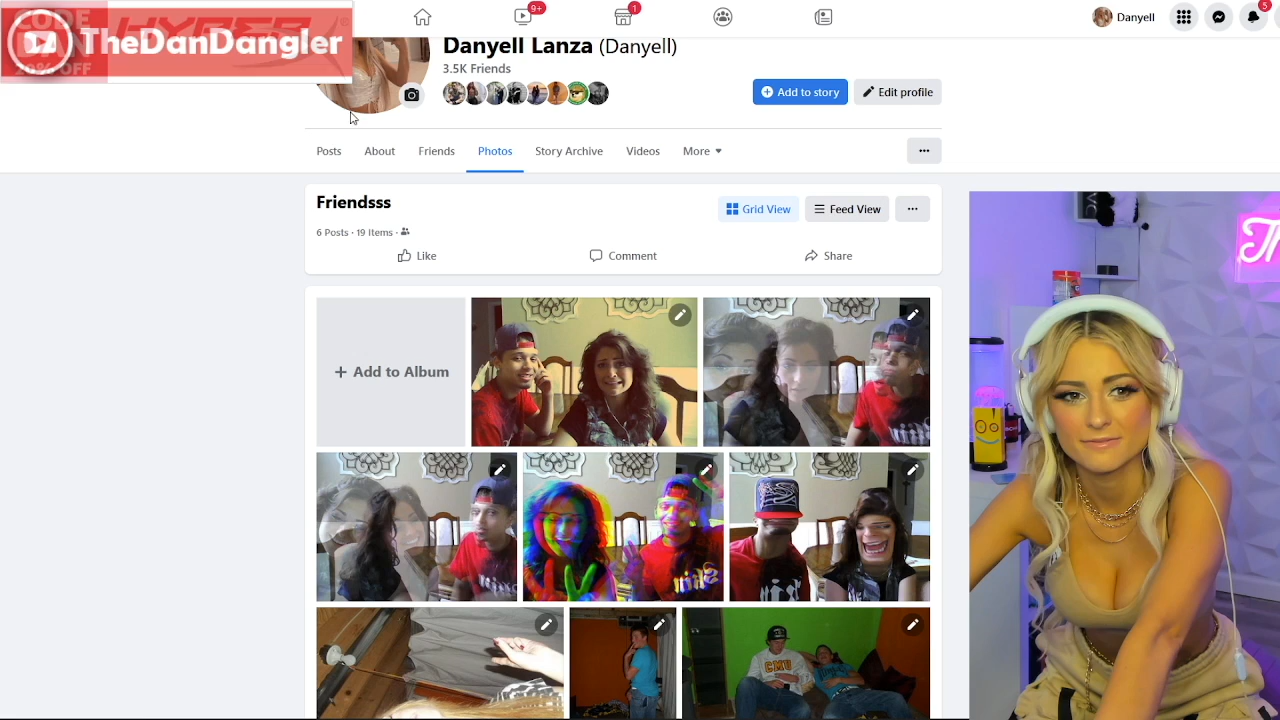 TheDanDangler
20% OFF
9+
1
Danyell
5
Danyell Lanza (Danyell)
3.5K Friends
Add to story
Edit profile
Posts
About
Friends
Photos
Story Archive
Videos
More
Friendsss
Grid View
Feed View
6 Posts · 19 Items ·
Like
Comment
Share
+ Add to Album
CMU